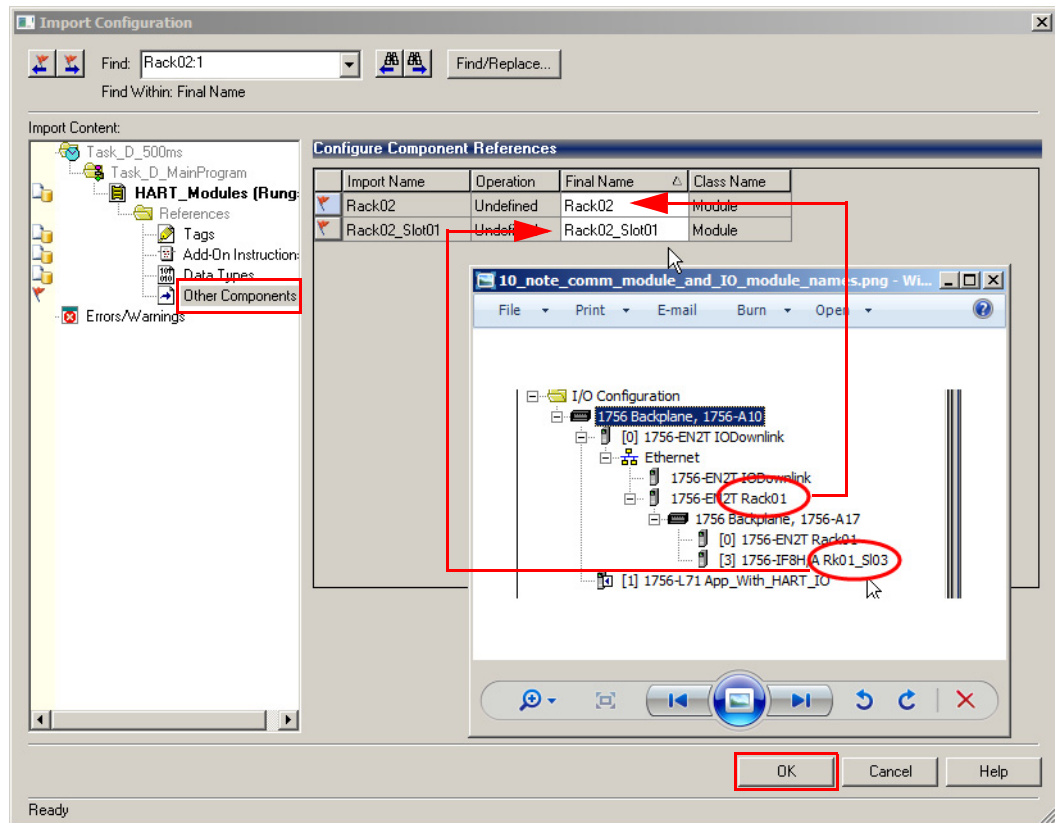 Import Configuration
Find: Rack02:1
Find/Replace...
Find Within: Final Name
Import Content:
Task_D_500ms
Task_D_MainProgram
HART_Modules (Rung
References
Tags
Add-On Instruction
Data Types
Other Components
Errors/Warnings
Configure Component References
Import Name Operation Final Name Class Name
Rack02 Undefined Rack02 Module
Rack02_Slot01 Undefined Rack02_Slot01 Module
10_note_comm_module_and_IO_module_names.png - Wi...
File Print E-mail Burn Open
I/O Configuration
1756 Backplane, 1756-A10
[0] 1756-EN2T IODownlink
Ethernet
1756-EN2T IODownlink
1756-EN2T Rack01
1756 Backplane, 1756-A17
[0] 1756-EN2T Rack01
[3] 1756-IF8H/A Rk01_Sl03
[1] 1756-L71 App_With_HART_IO
OK Cancel Help
Ready